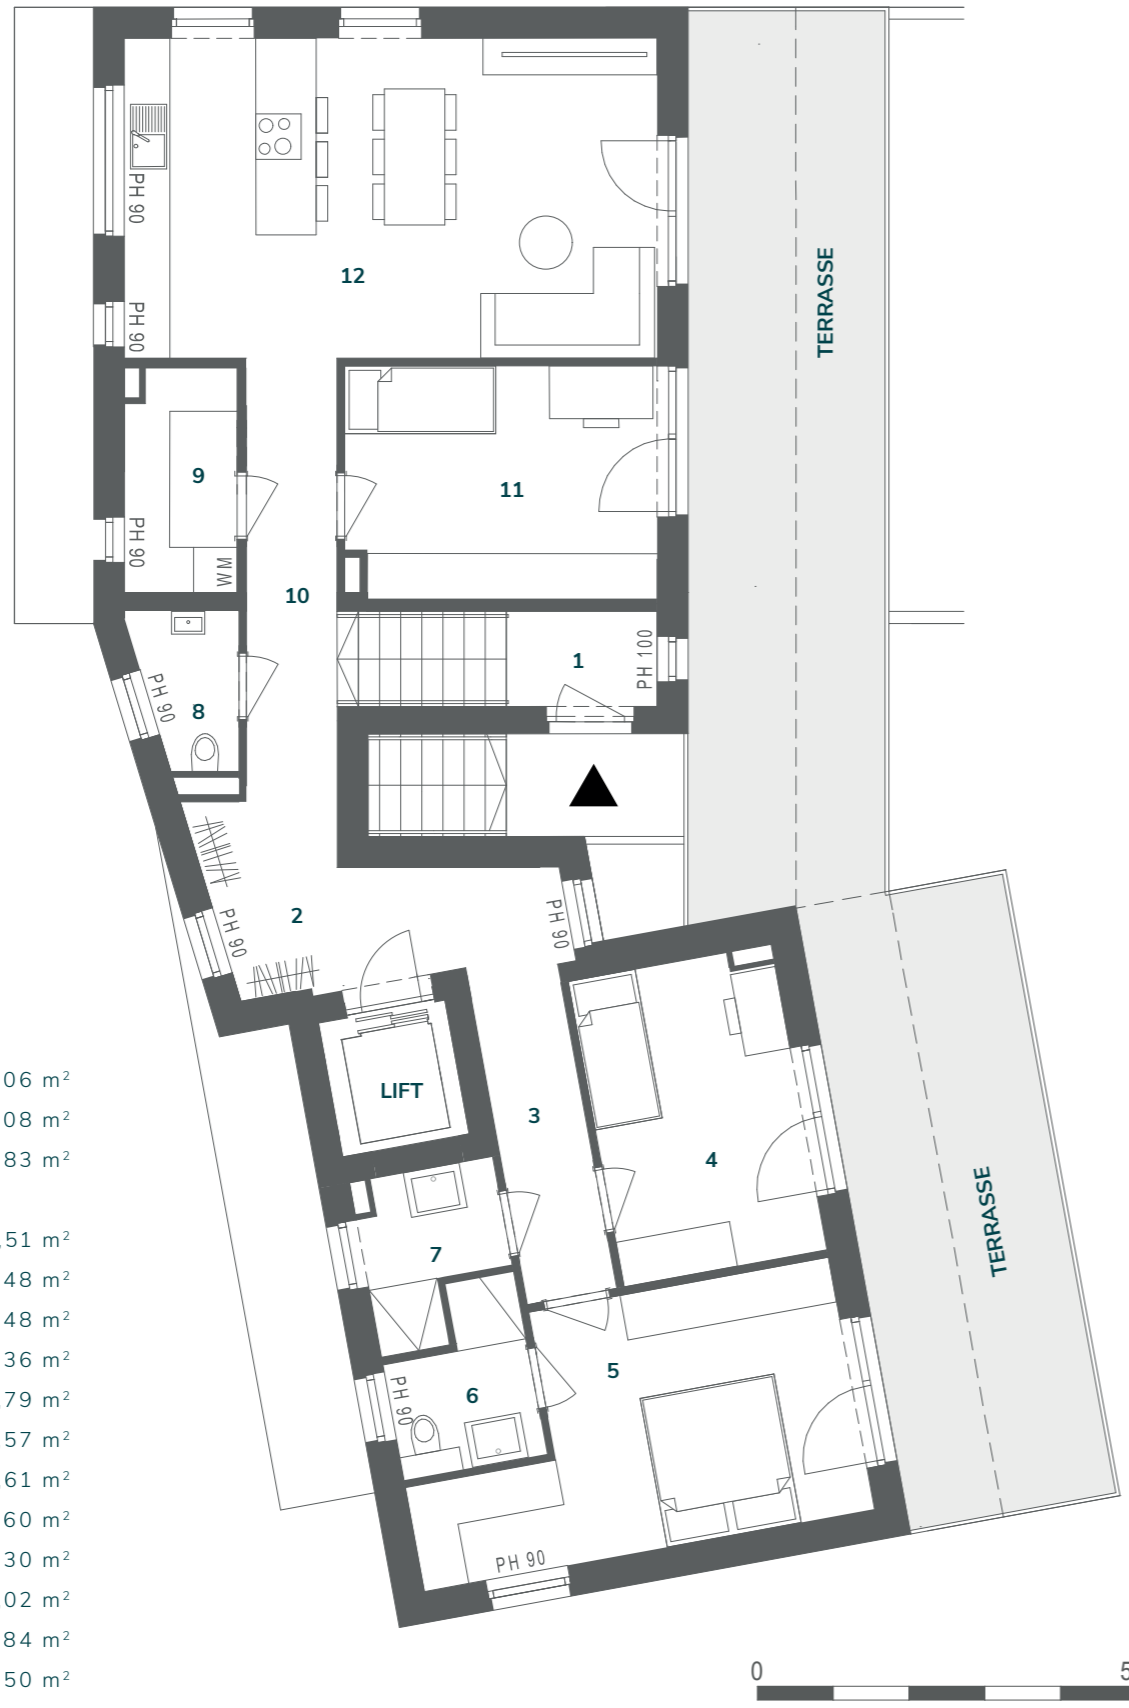 PH 90
12
TERRASSE
PH 90
9
11
PH 90
WM
10
1
PH 100
PH 90
8
2
PH 90
PH 90
LIFT
3
4
TERRASSE
7
5
6
PH 90
PH 90
06 m²
08 m²
83 m²
,51 m²
48 m²
48 m²
36 m²
79 m²
57 m²
61 m²
60 m²
30 m²
02 m²
84 m²
50 m²
0 5